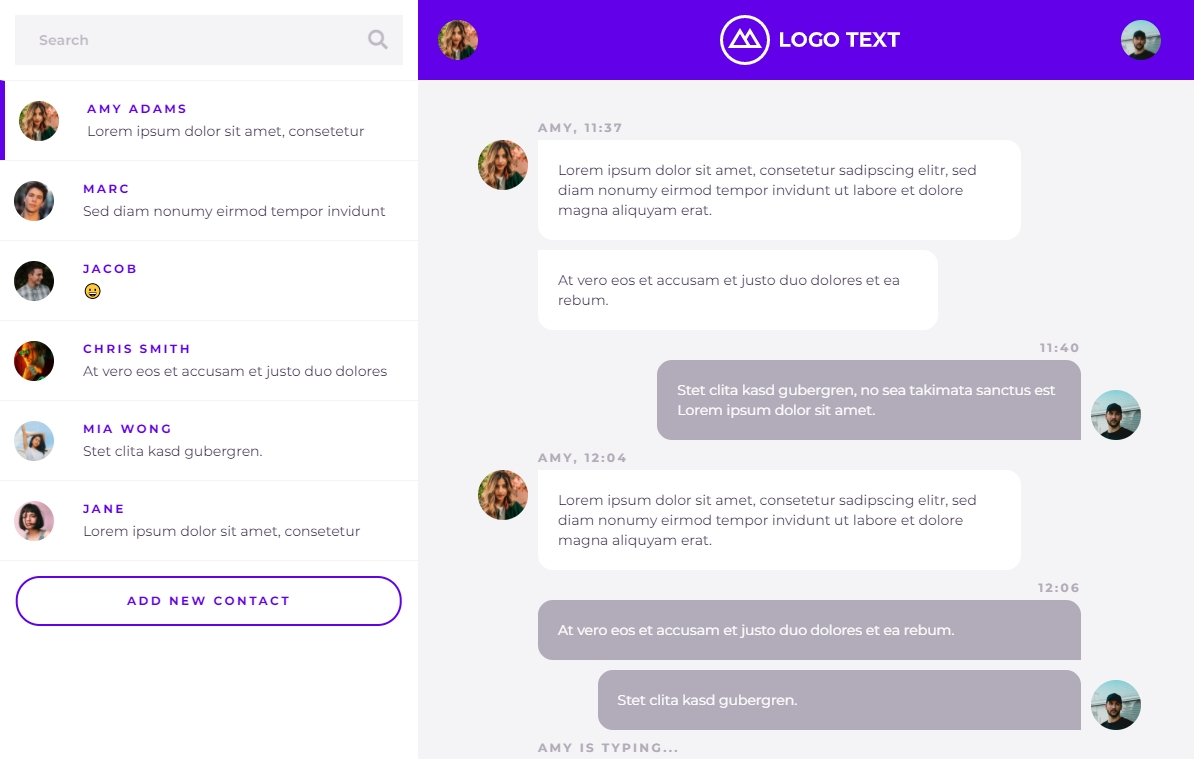 Search
LOGO TEXT
AMY ADAMS
Lorem ipsum dolor sit amet, consetetur
MARC
Sed diam nonumy eirmod tempor invidunt
JACOB
CHRIS SMITH
At vero eos et accusam et justo duo dolores
MIA WONG
Stet clita kasd gubergren.
JANE
Lorem ipsum dolor sit amet, consetetur
ADD NEW CONTACT
AMY, 11:37
Lorem ipsum dolor sit amet, consetetur sadipscing elitr, sed
diam nonumy eirmod tempor invidunt ut labore et dolore
magna aliquyam erat.
At vero eos et accusam et justo duo dolores et ea
rebum.
11:40
Stet clita kasd gubergren, no sea takimata sanctus est
Lorem ipsum dolor sit amet.
AMY, 12:04
Lorem ipsum dolor sit amet, consetetur sadipscing elitr, sed
diam nonumy eirmod tempor invidunt ut labore et dolore
magna aliquyam erat.
12:06
At vero eos et accusam et justo duo dolores et ea rebum.
Stet clita kasd gubergren.
AMY IS TYPING...